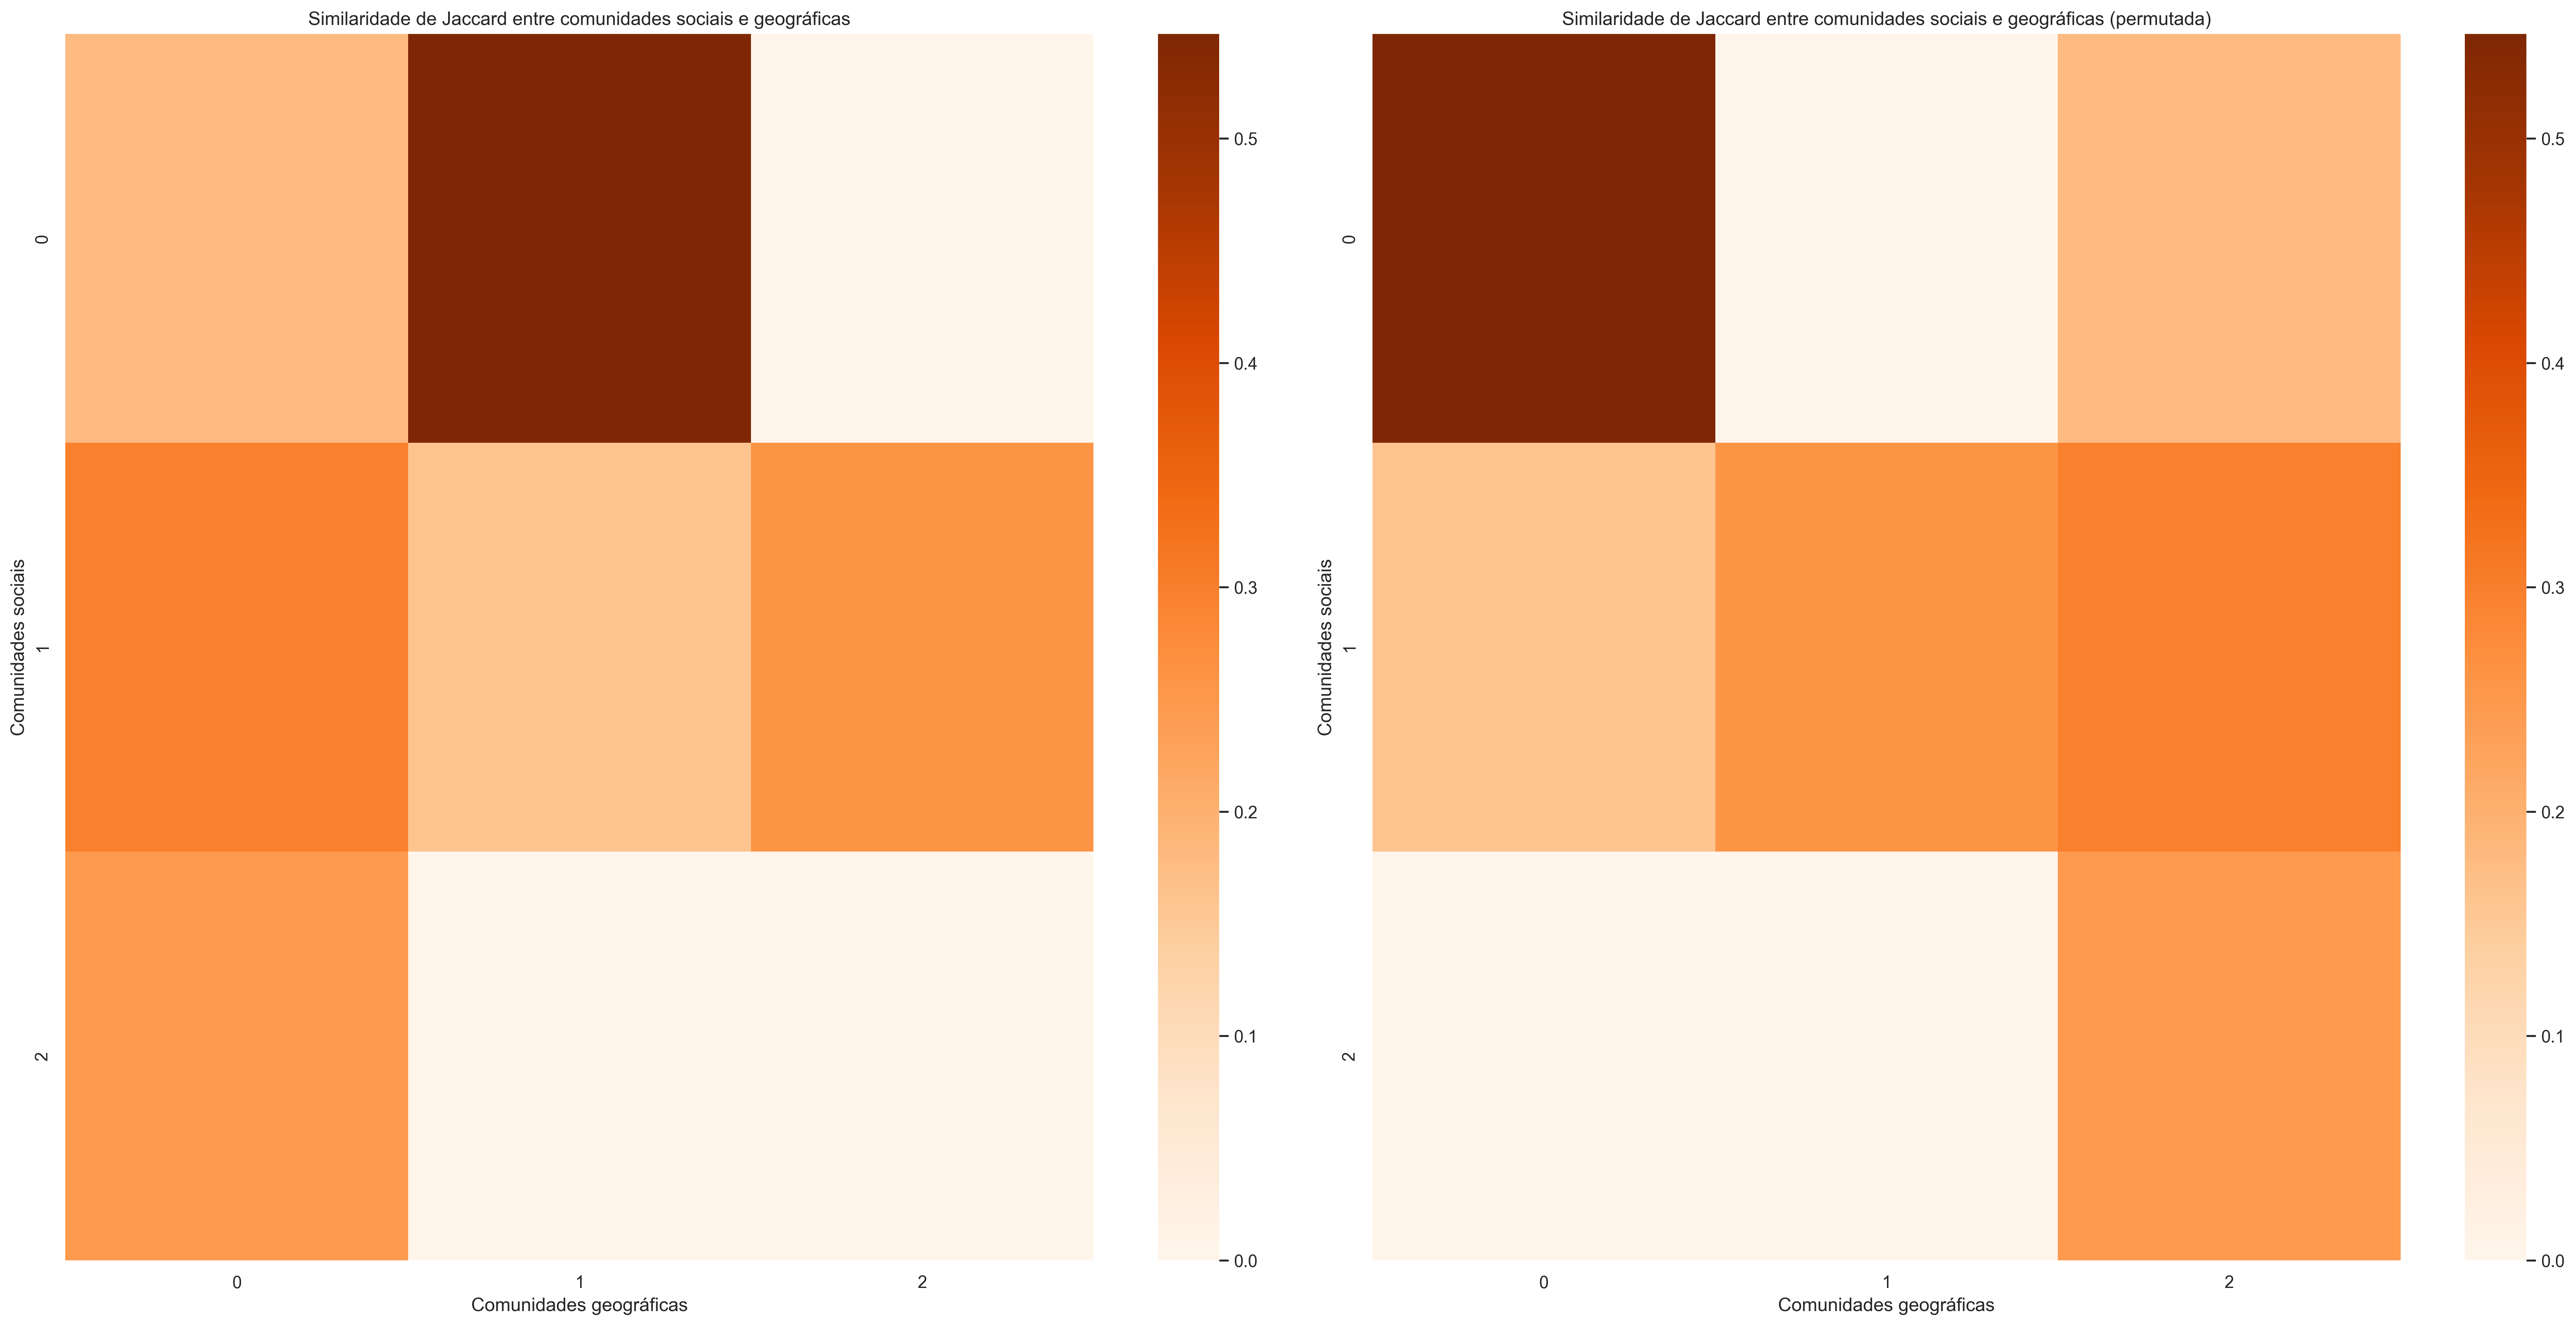 Similaridade de Jaccard entre comunidades sociais e geográficas
Comunidades sociais
0
1
2
0 1 2
Comunidades geográficas
0.5
0.4
0.3
0.2
0.1
0.0
Similaridade de Jaccard entre comunidades sociais e geográficas (permutada)
Comunidades sociais
0
1
2
0 1 2
Comunidades geográficas
0.5
0.4
0.3
0.2
0.1
0.0